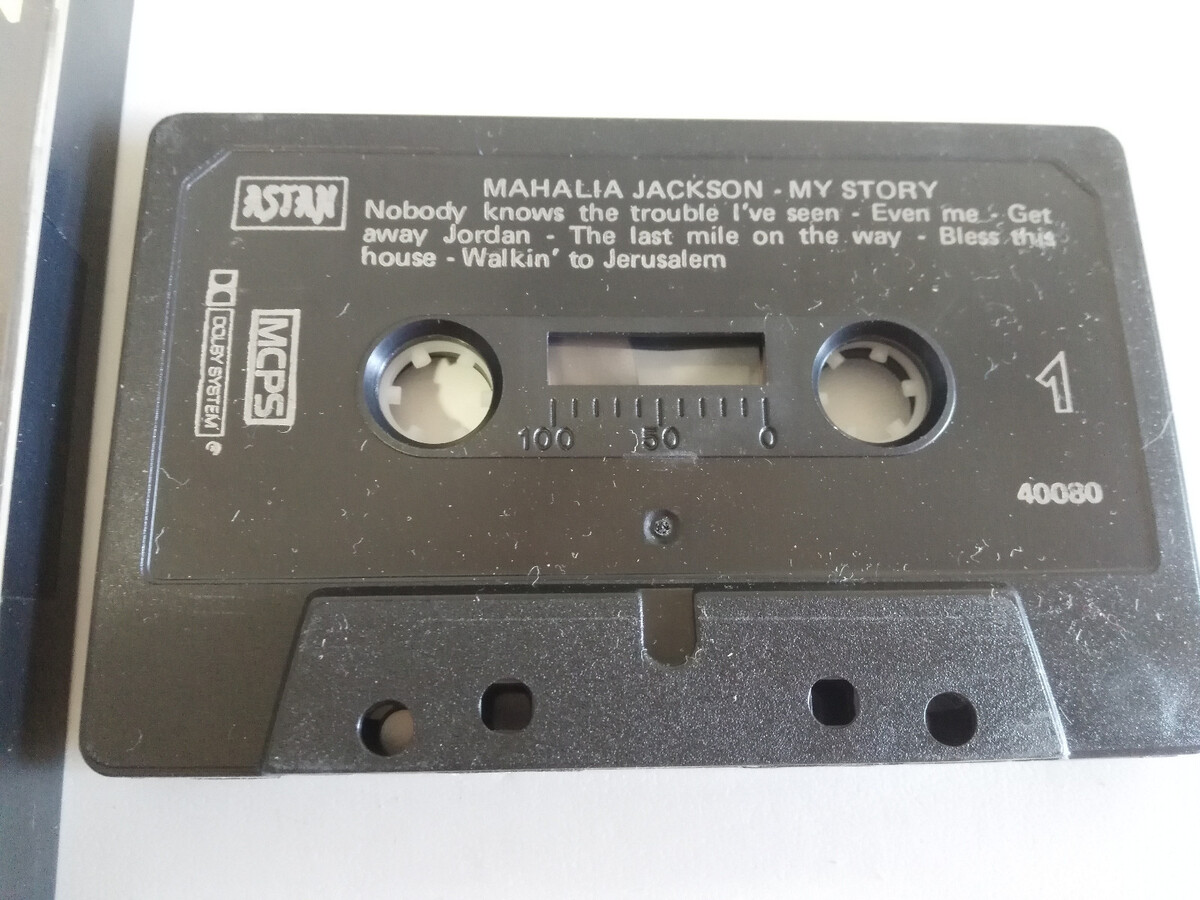 ASTAN
MAHALIA JACKSON - MY STORY
Nobody knows the trouble I've seen - Even me - Get
away Jordan - The last mile on the way - Bless this
house - Walkin' to Jerusalem
DOLBY SYSTEM
MCPS
1
100 50 0
40080